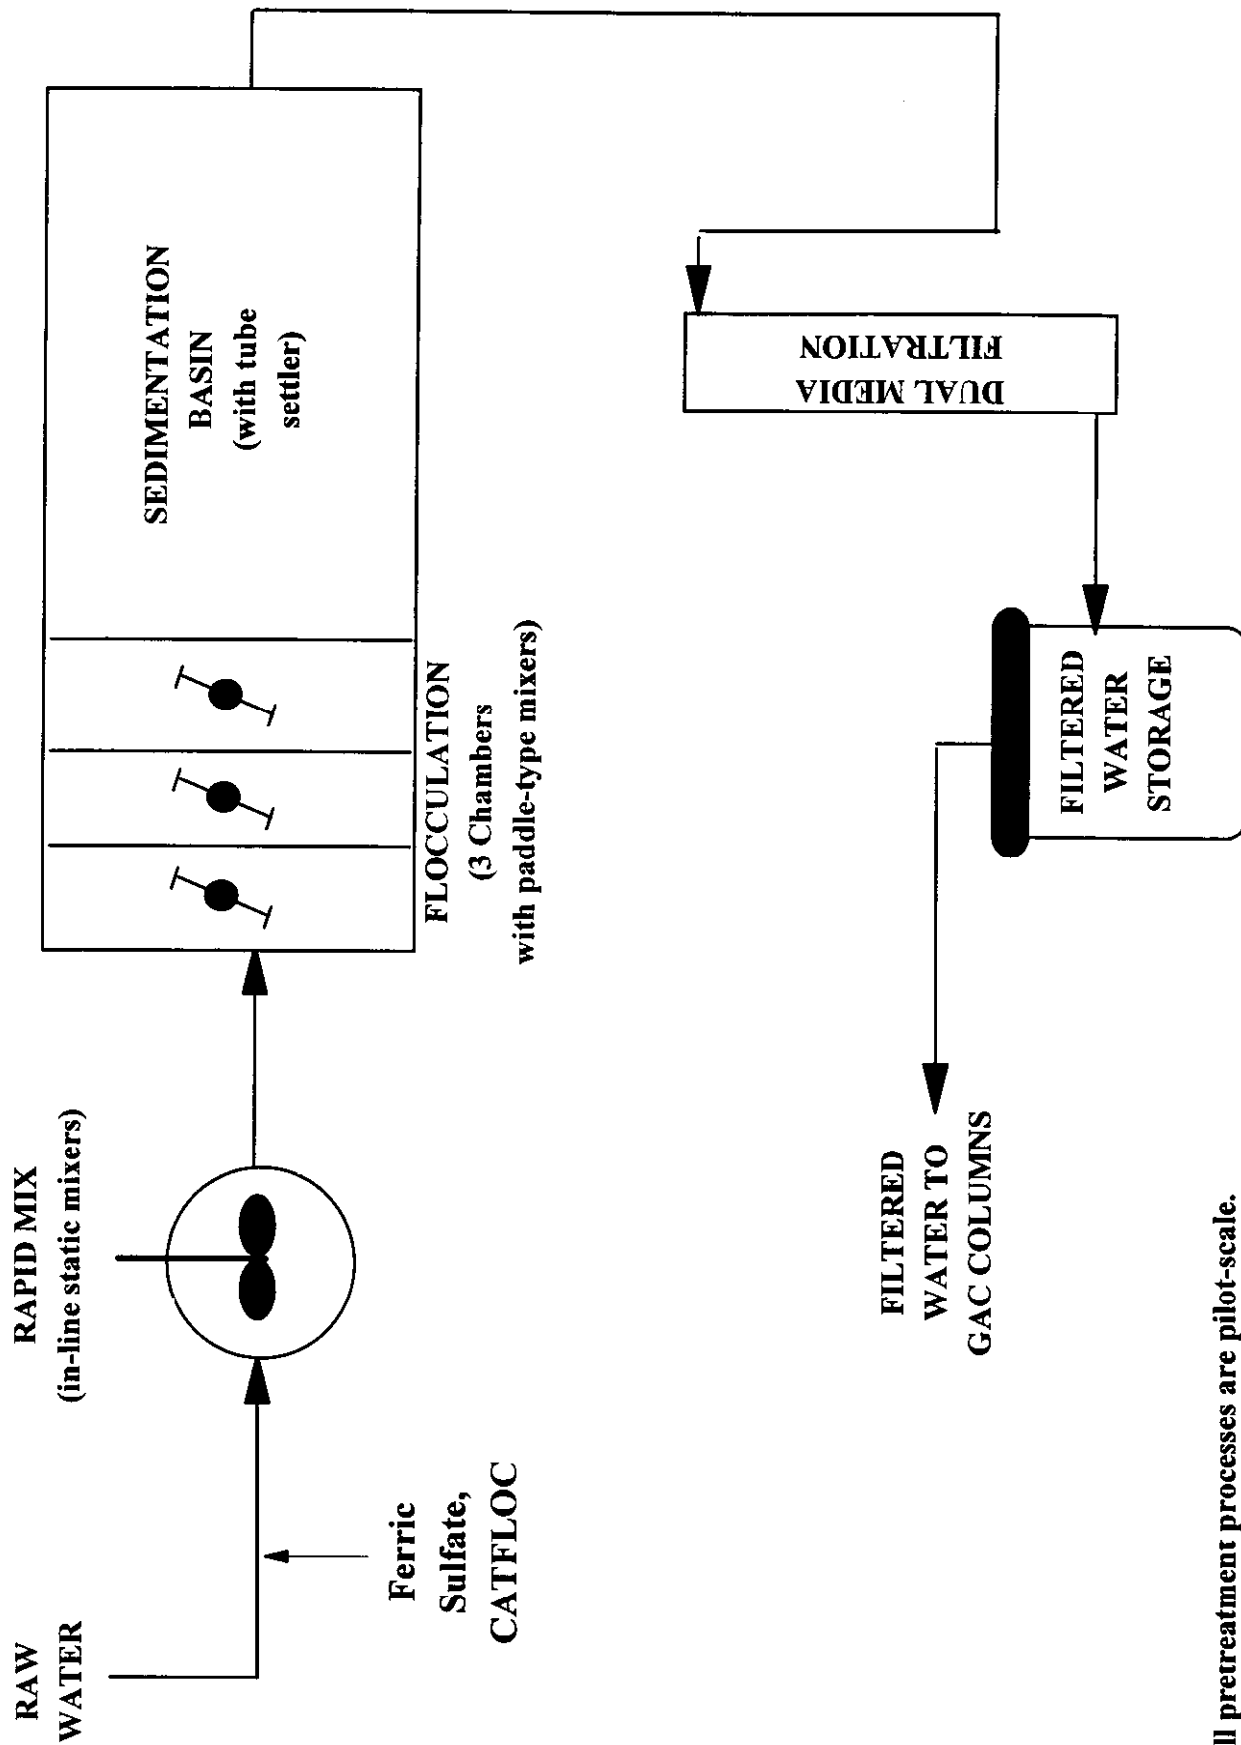 RAW
WATER
Ferric
Sulfate,
CATFLOC
RAPID MIX
(in-line static mixers)
FLOCCULATION
(3 Chambers
with paddle-type mixers)
SEDIMENTATION
BASIN
(with tube
settler)
DUAL MEDIA
FILTRATION
FILTERED
WATER
STORAGE
FILTERED
WATER TO
GAC COLUMNS
ll pretreatment processes are pilot-scale.